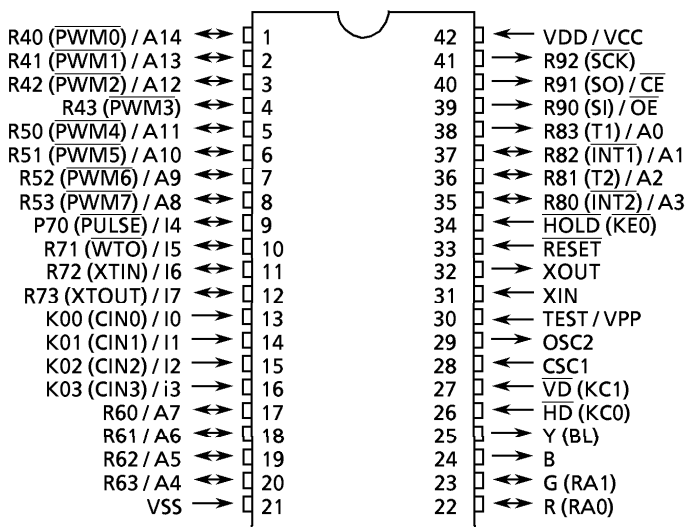 R40 (PWM0) / A14 1 42 VDD / VCC
R41 (PWM1) / A13 2 41 R92 (SCK)
R42 (PWM2) / A12 3 40 R91 (SO) / CE
R43 (PWM3) 4 39 R90 (SI) / OE
R50 (PWM4) / A11 5 38 R83 (T1) / A0
R51 (PWM5) / A10 6 37 R82 (INT1) / A1
R52 (PWM6) / A9 7 36 R81 (T2) / A2
R53 (PWM7) / A8 8 35 R80 (INT2) / A3
P70 (PULSE) / I4 9 34 HOLD (KE0)
R71 (WTO) / I5 10 33 RESET
R72 (XTIN) / I6 11 32 XOUT
R73 (XTOUT) / I7 12 31 XIN
K00 (CIN0) / I0 13 30 TEST / VPP
K01 (CIN1) / I1 14 29 OSC2
K02 (CIN2) / I2 15 28 CSC1
K03 (CIN3) / i3 16 27 VD (KC1)
R60 / A7 17 26 HD (KC0)
R61 / A6 18 25 Y (BL)
R62 / A5 19 24 B
R63 / A4 20 23 G (RA1)
VSS 21 22 R (RA0)